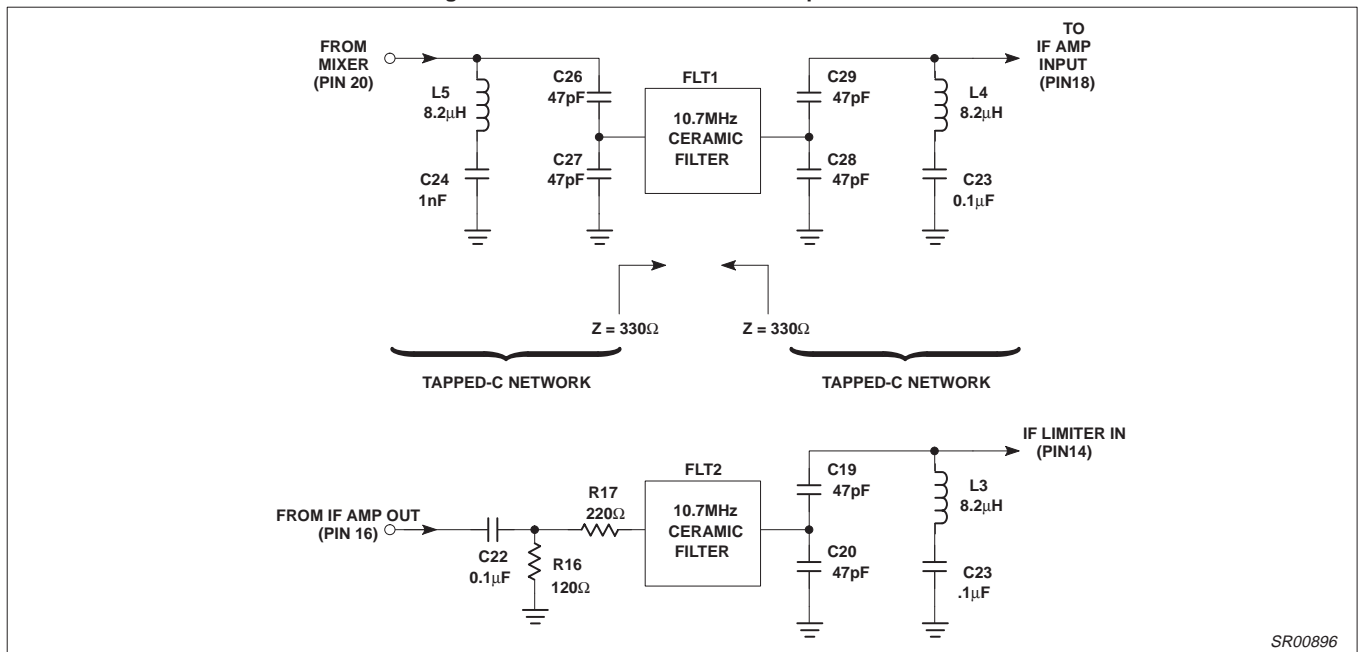 FROM
MIXER
(PIN 20)
L5
8.2µH
C24
1nF
C26
47pF
C27
47pF
FLT1
10.7MHz
CERAMIC
FILTER
C29
47pF
C28
47pF
L4
8.2µH
C23
0.1µF
TO
IF AMP
INPUT
(PIN18)
Z = 330Ω
Z = 330Ω
TAPPED-C NETWORK
TAPPED-C NETWORK
FROM IF AMP OUT
(PIN 16)
C22
0.1µF
R16
120Ω
R17
220Ω
FLT2
10.7MHz
CERAMIC
FILTER
C19
47pF
C20
47pF
L3
8.2µH
C23
.1µF
IF LIMITER IN
(PIN14)
SR00896